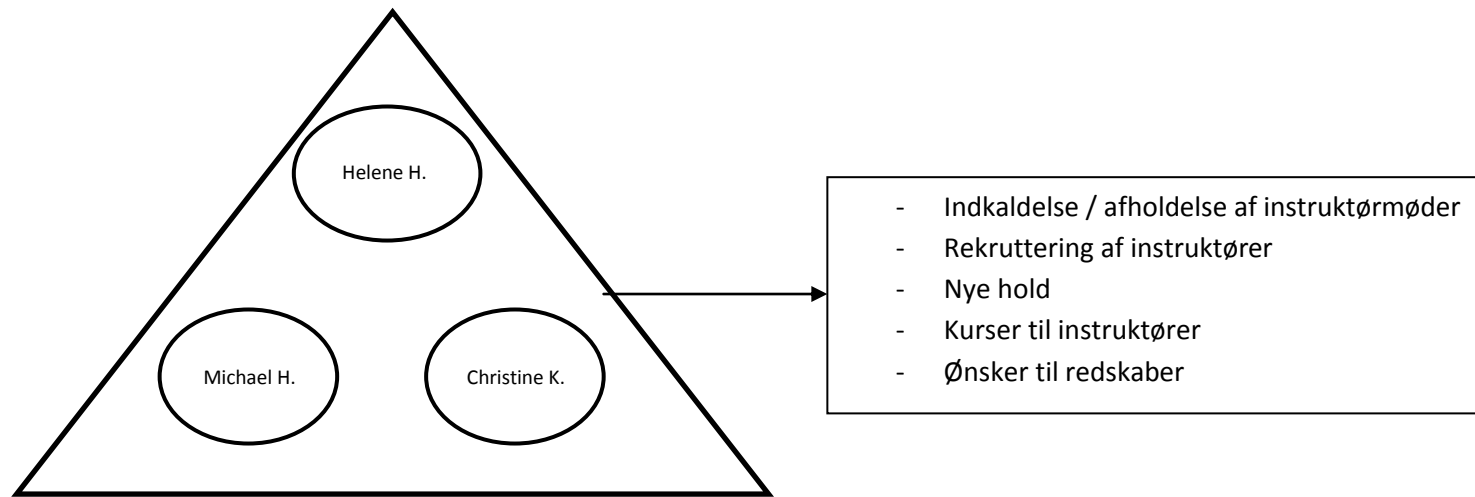 Helene H.
Michael H.
Christine K.
- Indkaldelse / afholdelse af instruktørmøder
- Rekruttering af instruktører
- Nye hold
- Kurser til instruktører
- Ønsker til redskaber